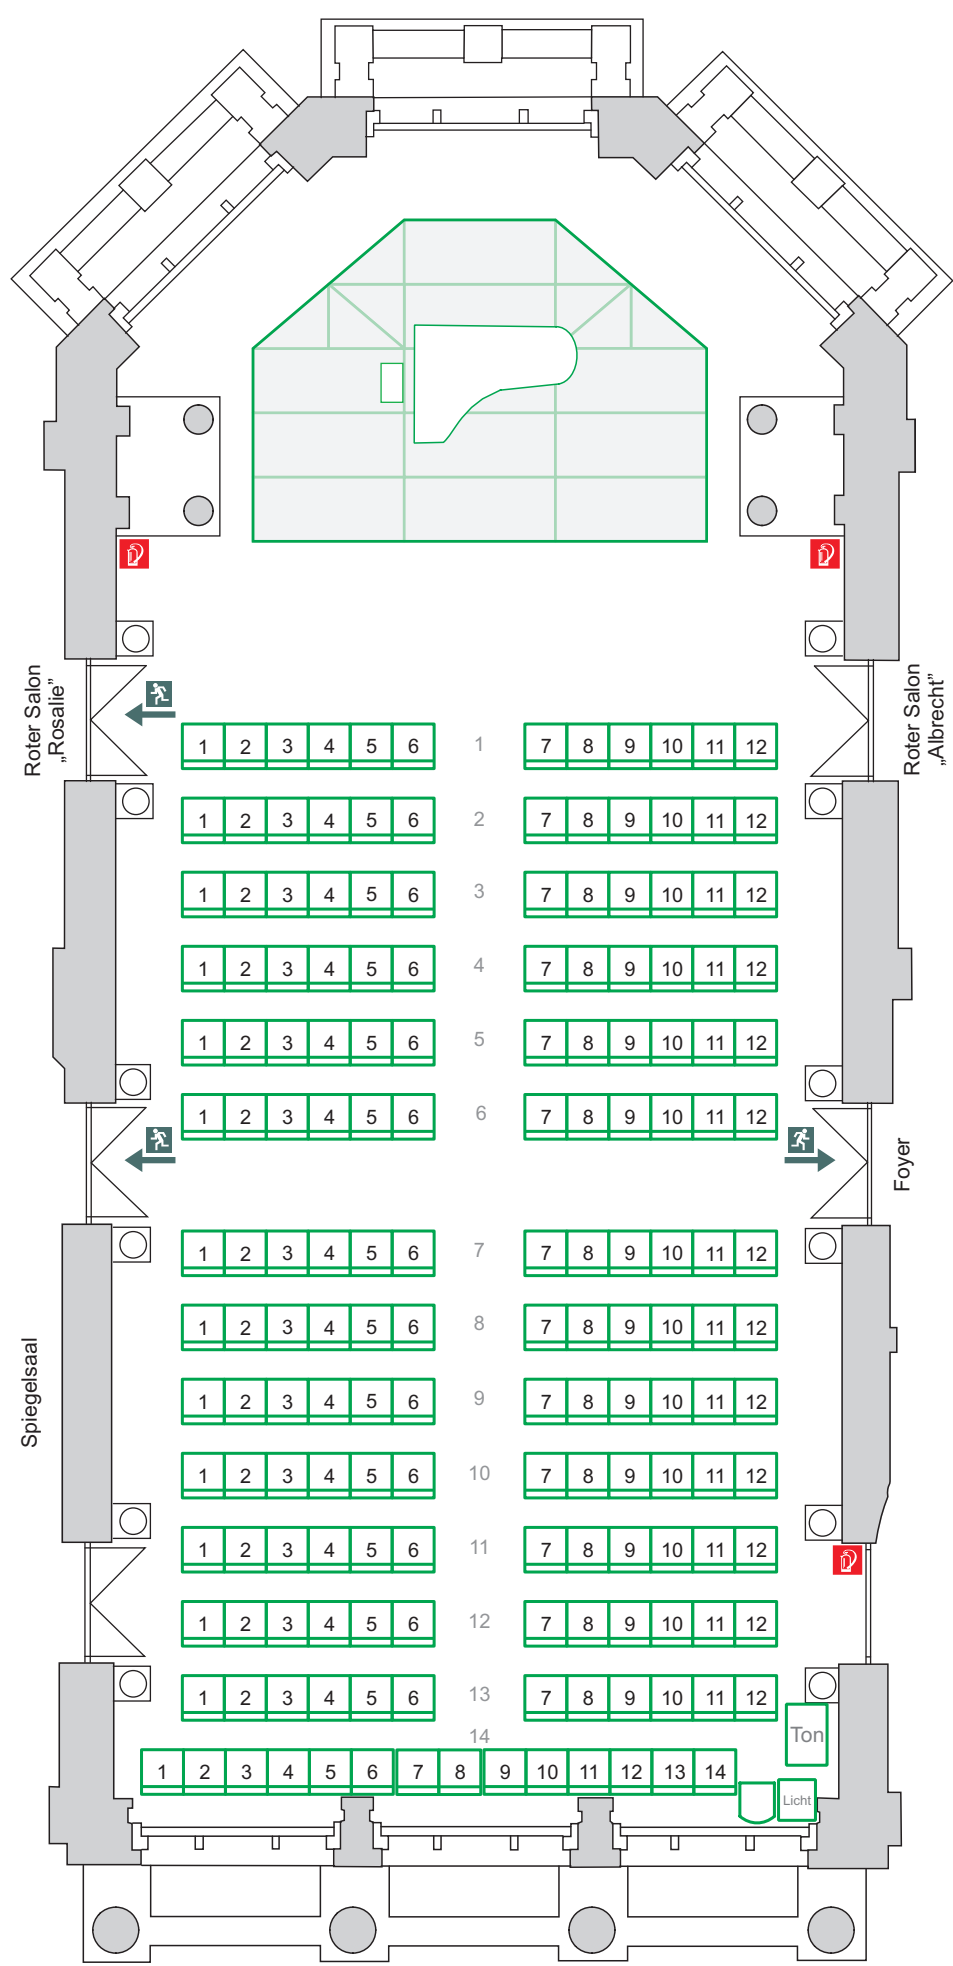 Roter Salon
„Rosalie”
Roter Salon
„Albrecht”
1 2 3 4 5 6 1 7 8 9 10 11 12
1 2 3 4 5 6 2 7 8 9 10 11 12
1 2 3 4 5 6 3 7 8 9 10 11 12
1 2 3 4 5 6 4 7 8 9 10 11 12
1 2 3 4 5 6 5 7 8 9 10 11 12
1 2 3 4 5 6 6 7 8 9 10 11 12
Foyer
1 2 3 4 5 6 7 7 8 9 10 11 12
1 2 3 4 5 6 8 7 8 9 10 11 12
Spiegelsaal
1 2 3 4 5 6 9 7 8 9 10 11 12
1 2 3 4 5 6 10 7 8 9 10 11 12
1 2 3 4 5 6 11 7 8 9 10 11 12
1 2 3 4 5 6 12 7 8 9 10 11 12
1 2 3 4 5 6 13 7 8 9 10 11 12
14
Ton
1 2 3 4 5 6 7 8 9 10 11 12 13 14
Licht